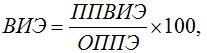 ВИЭ = ППВИЭ / ОППЭ × 100,